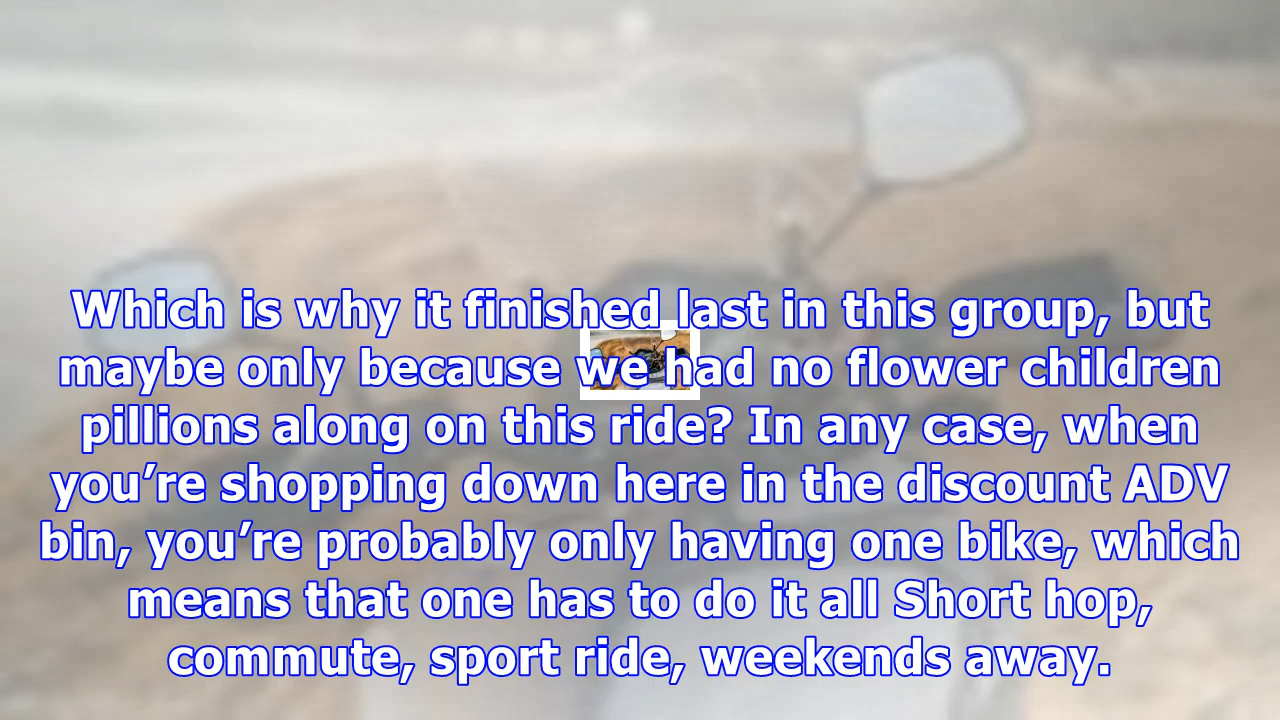 Which is why it finished last in this group, but
maybe only because we had no flower children
pillions along on this ride? In any case, when
you’re shopping down here in the discount ADV
bin, you’re probably only having one bike, which
means that one has to do it all Short hop,
commute, sport ride, weekends away.